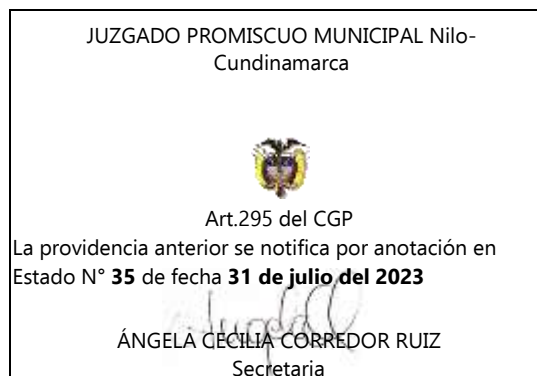 JUZGADO PROMISCUO MUNICIPAL Nilo-
Cundinamarca
Art.295 del CGP
La providencia anterior se notifica por anotación en
Estado N° 35 de fecha 31 de julio del 2023
ÁNGELA CECILIA CORREDOR RUIZ
Secretaria